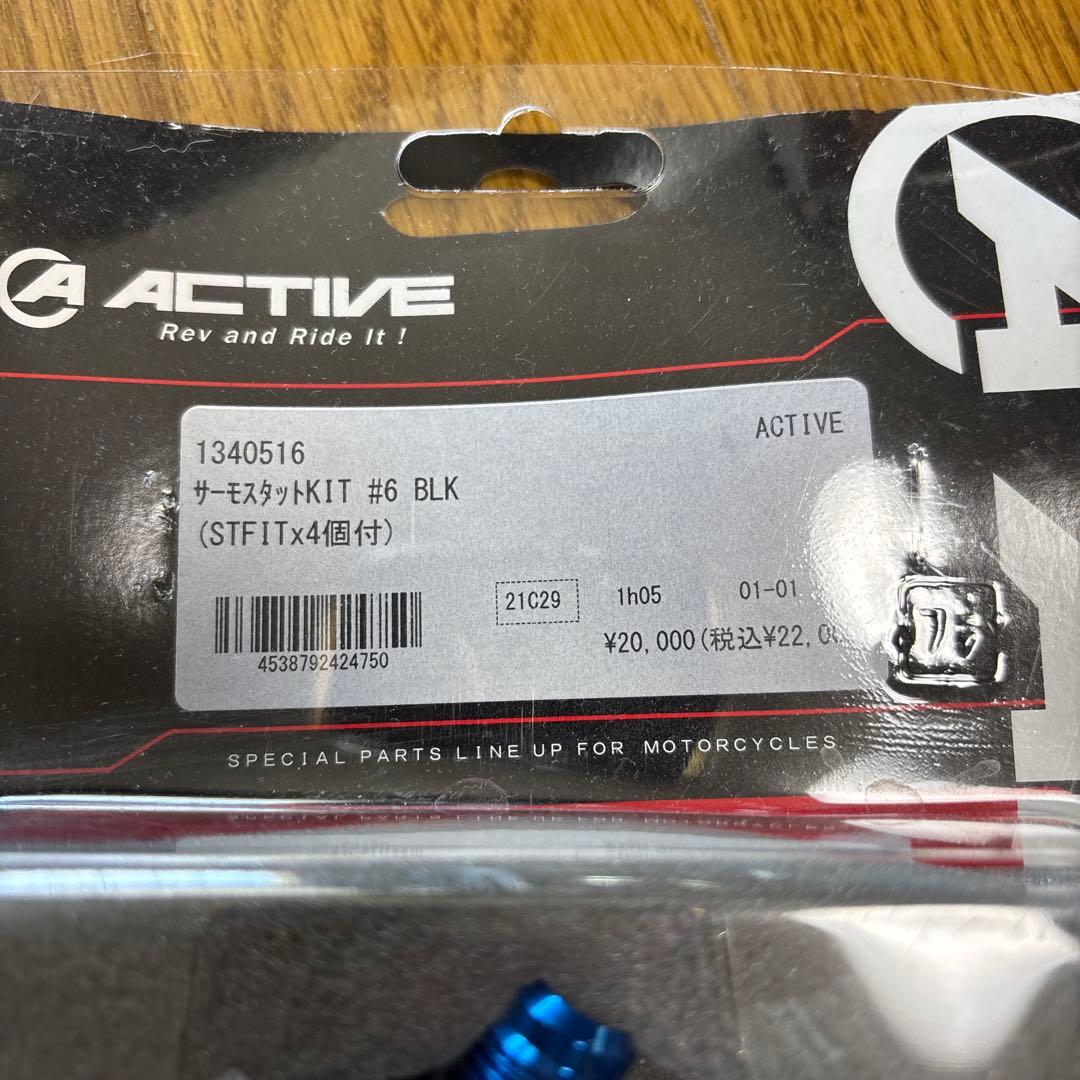 ACTIVE
Rev and Ride It !
ACTIVE
1340516
ｻｰﾓｽﾀｯﾄKIT #6 BLK
(STFITx4個付)
21C29
1h05
01-01
4538792424750
¥20,000(税込¥22,0
SPECIAL PARTS LINE UP FOR MOTORCYCLES